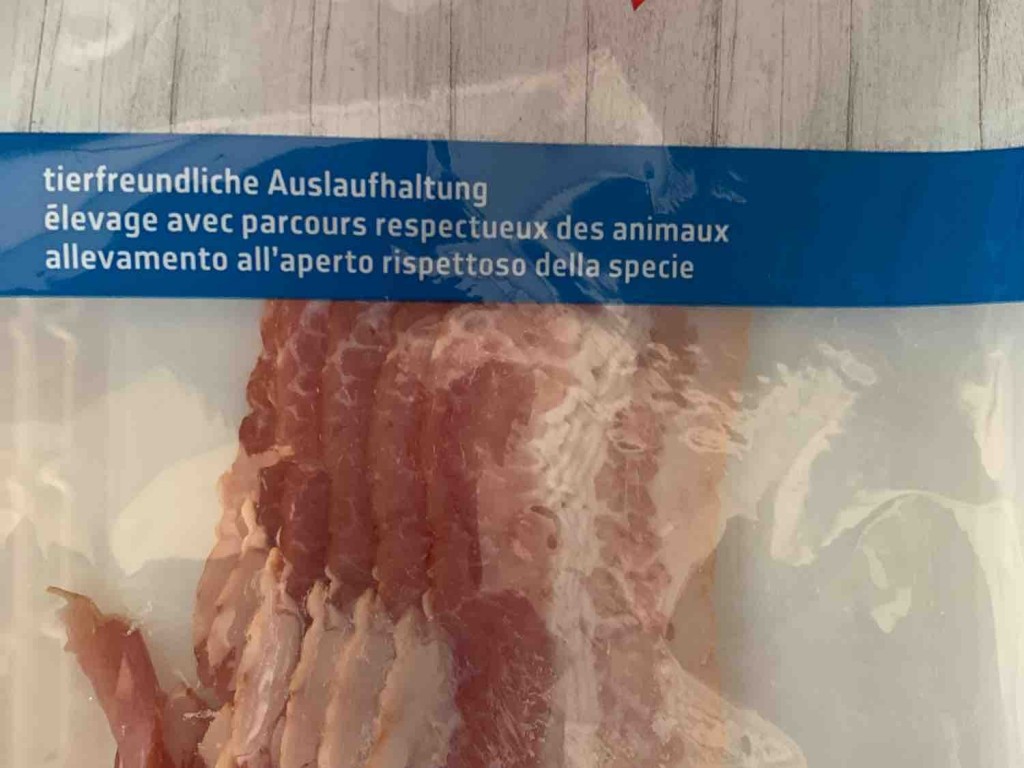 tierfreundliche Auslaufhaltung
élevage avec parcours respectueux des animaux
allevamento all'aperto rispettoso della specie